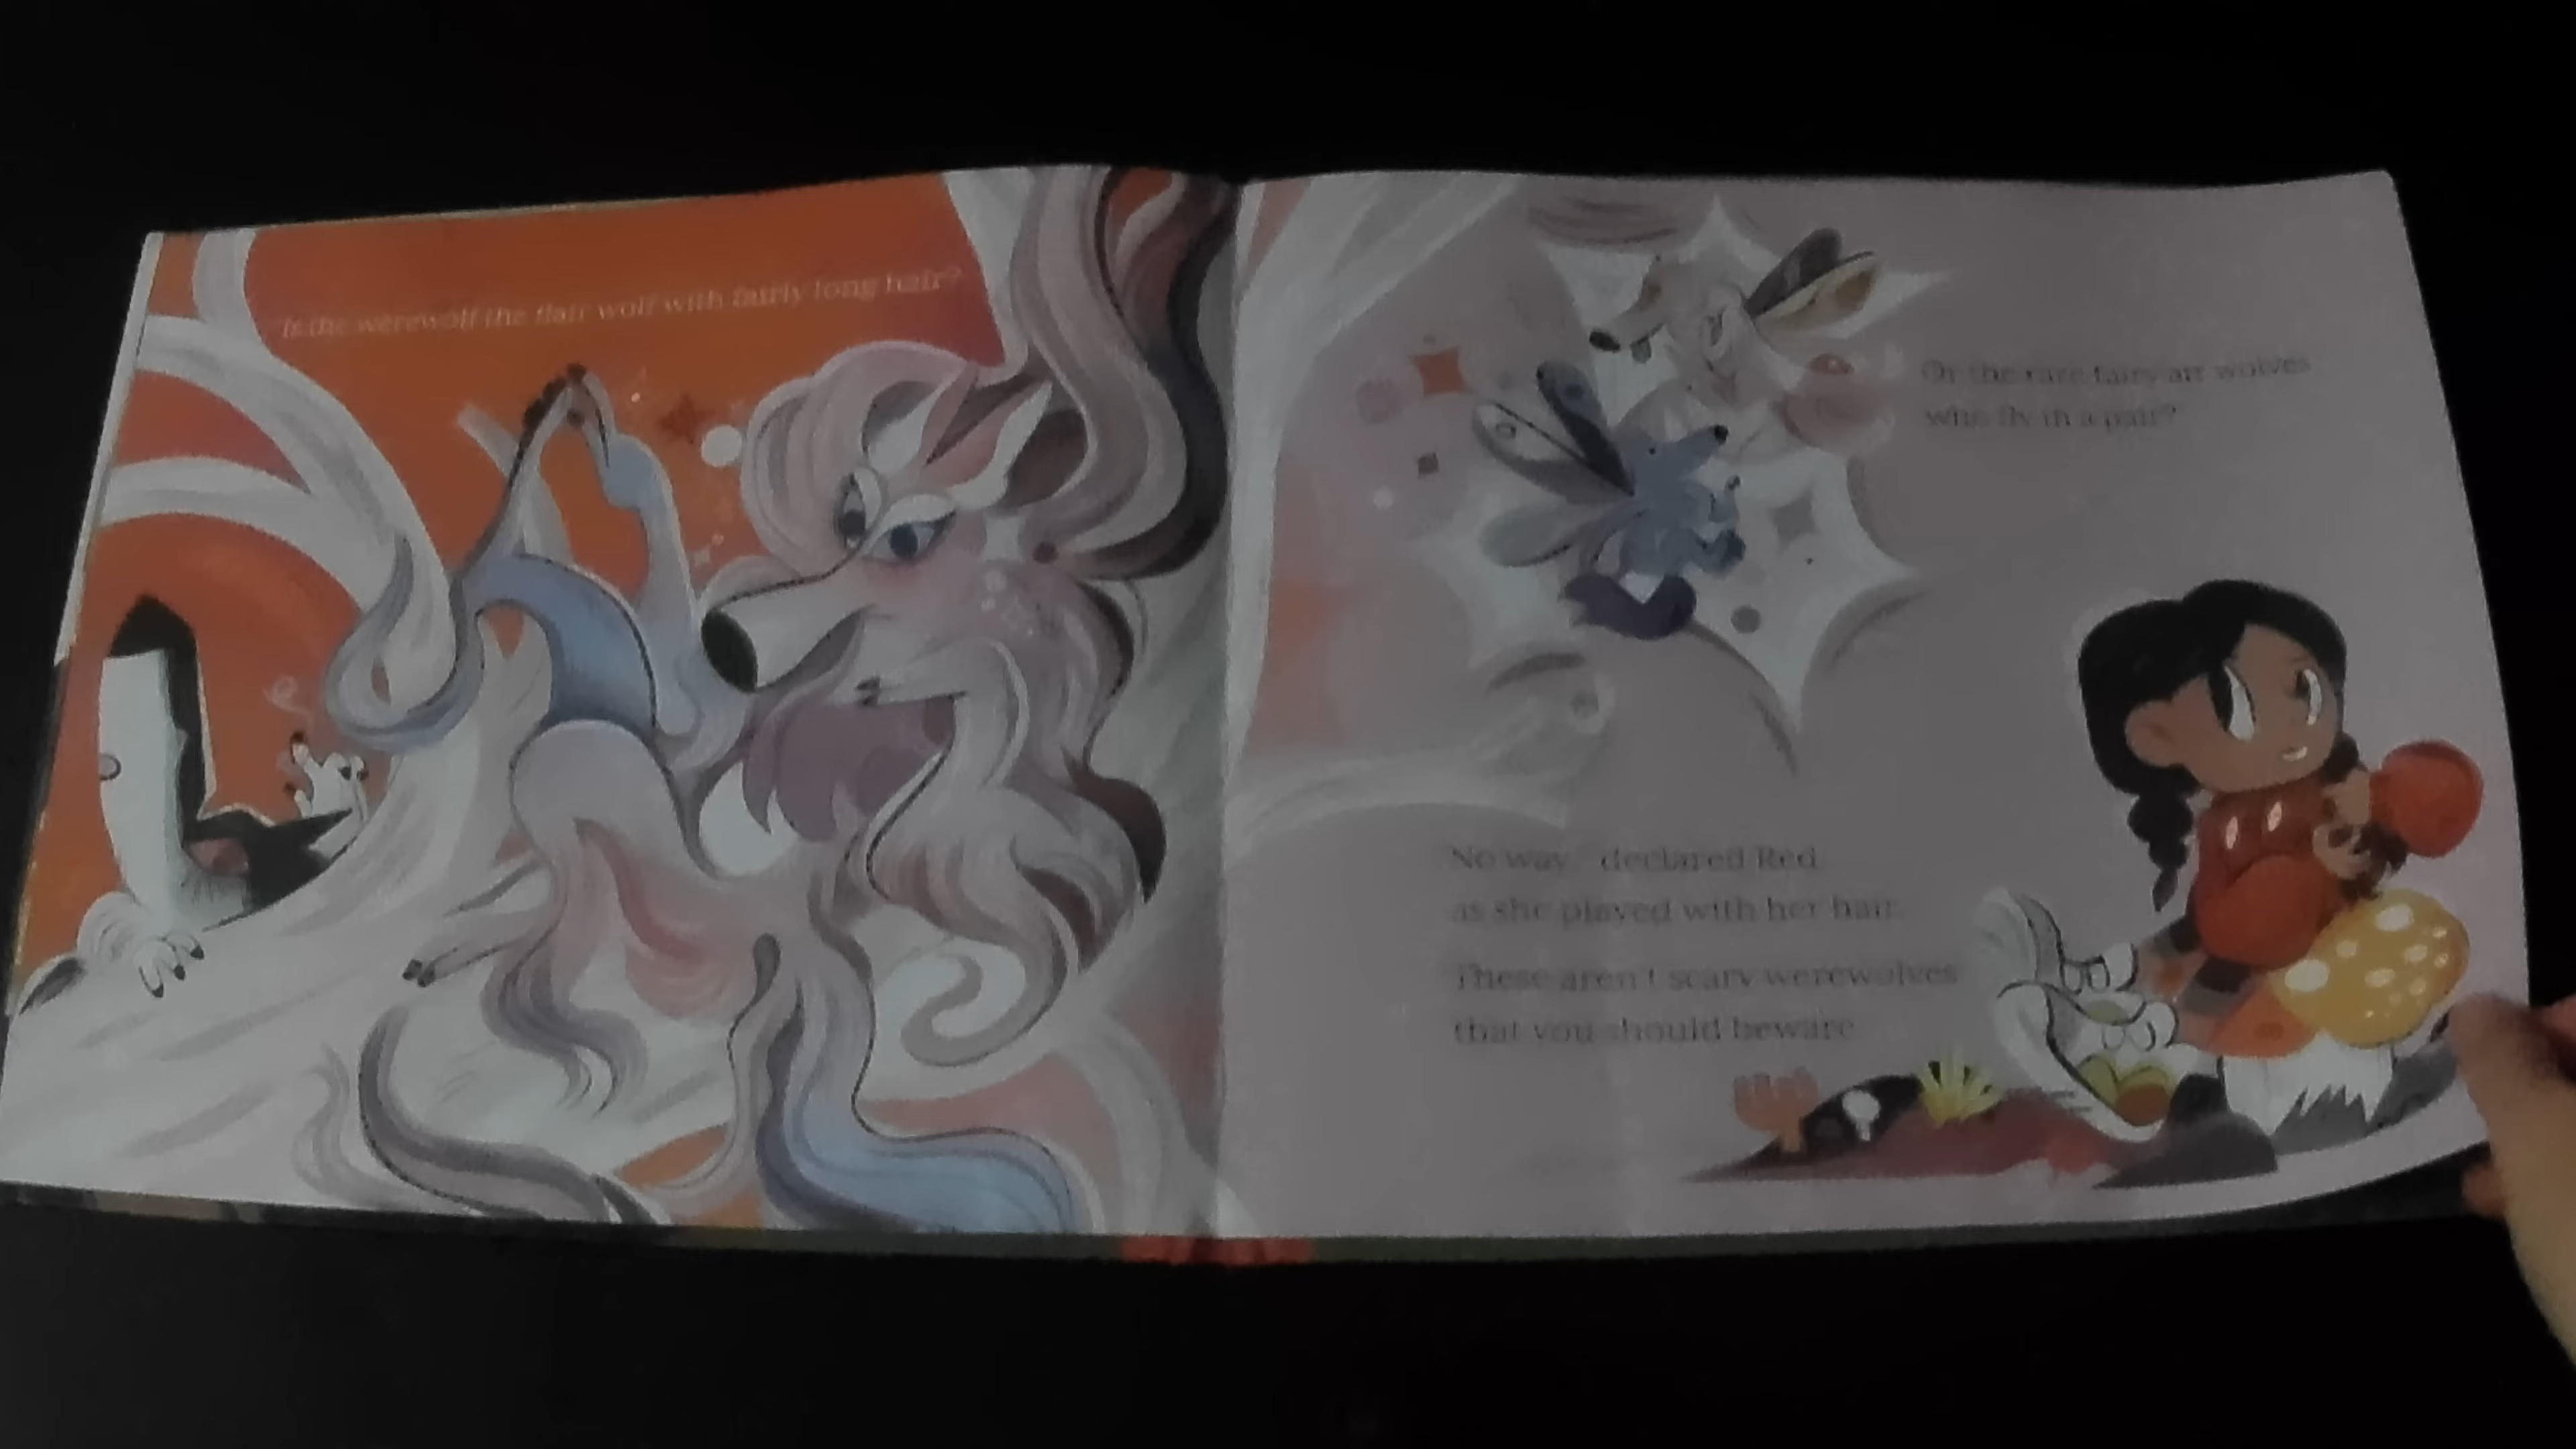 "Is the werewolf the flair wolf with fairly long hair?
Or the rare fairy-air wolves
who fly in a pair?"
"No way," declared Red
as she played with her hair.
"These aren't scary werewolves
that you should beware.